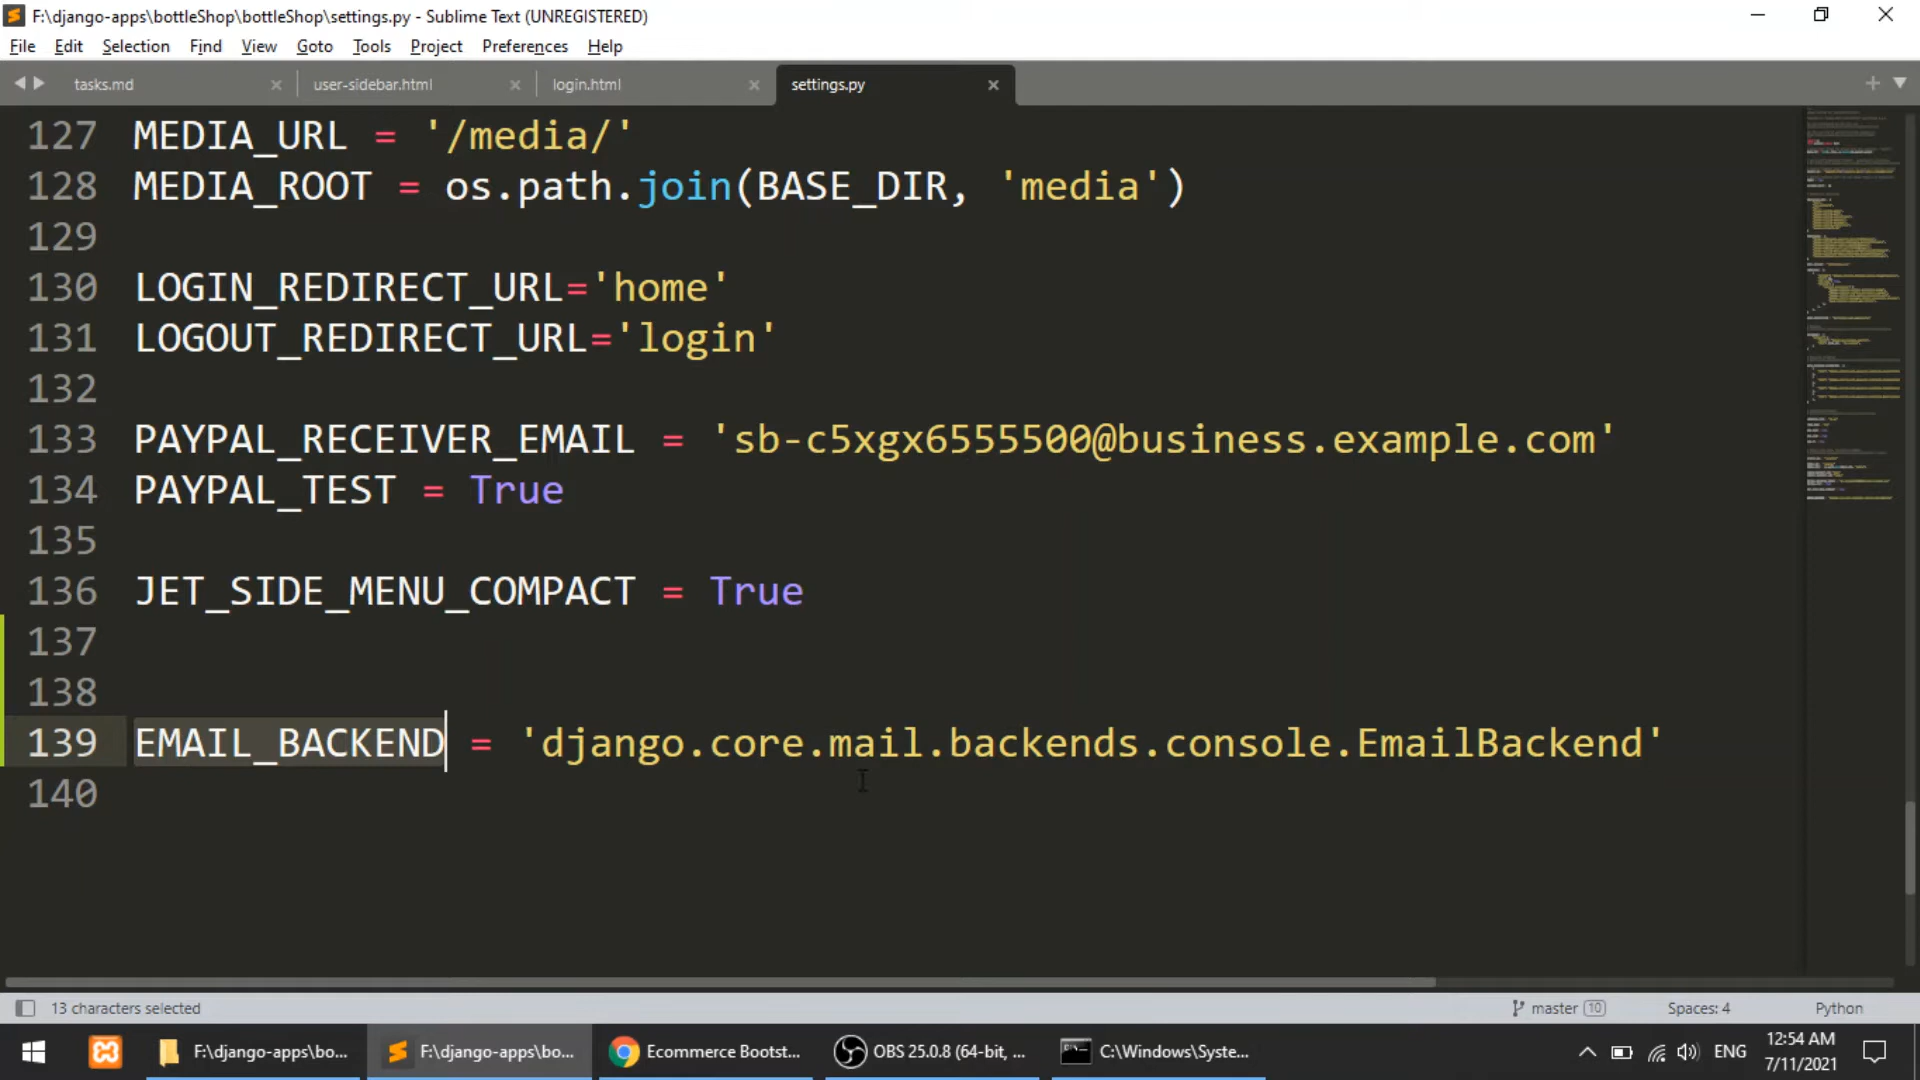 F:\django-apps\bottleShop\bottleShop\settings.py - Sublime Text (UNREGISTERED)
File Edit Selection Find View Goto Tools Project Preferences Help
tasks.md user-sidebar.html login.html settings.py
127 MEDIA_URL = '/media/'
128 MEDIA_ROOT = os.path.join(BASE_DIR, 'media')
129
130 LOGIN_REDIRECT_URL='home'
131 LOGOUT_REDIRECT_URL='login'
132
133 PAYPAL_RECEIVER_EMAIL = 'sb-c5xgx6555500@business.example.com'
134 PAYPAL_TEST = True
135
136 JET_SIDE_MENU_COMPACT = True
137
138
139 EMAIL_BACKEND = 'django.core.mail.backends.console.EmailBackend'
140
13 characters selected master 10 Spaces: 4 Python
F:\django-apps\bo... F:\django-apps\bo... Ecommerce Bootst... OBS 25.0.8 (64-bit, ... C:\Windows\Syste... ENG 12:54 AM
7/11/2021